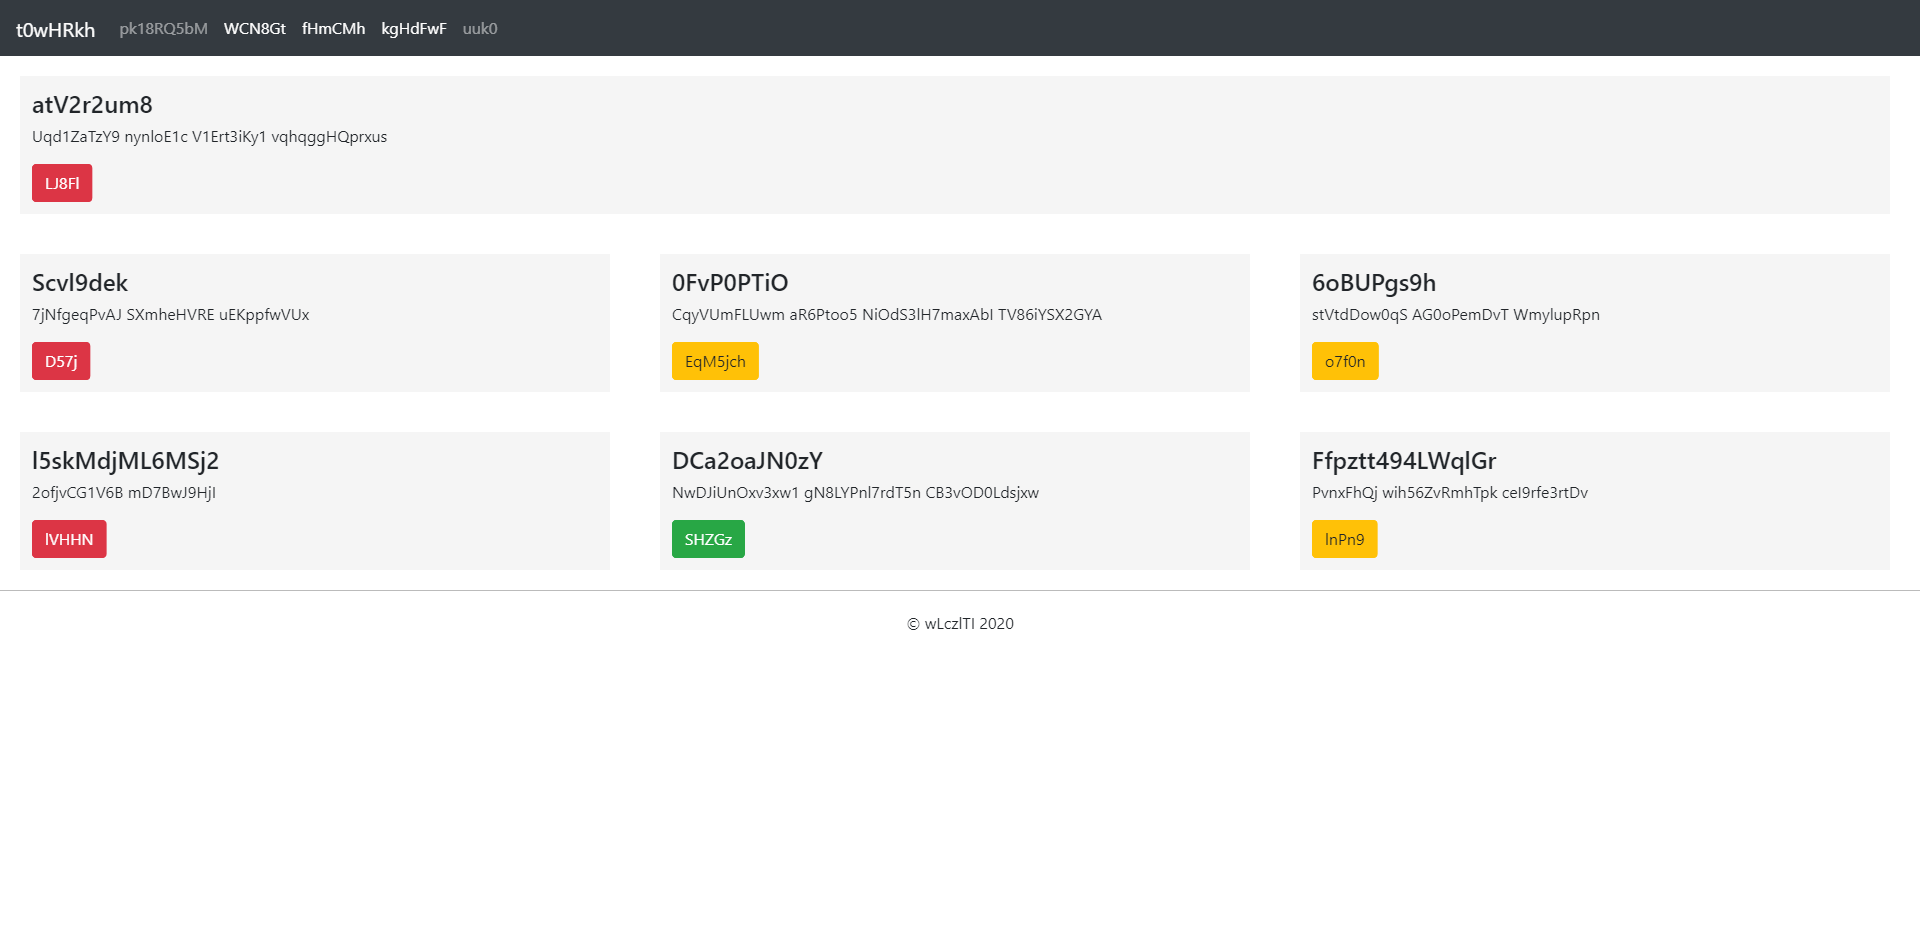 t0wHRkh pk18RQ5bM WCN8Gt fHmCMh kgHdFwF uuk0
atV2r2um8
Uqd1ZaTzY9 nynloE1c V1Ert3iKy1 vqhqggHQprxus
LJ8Fl
Scvl9dek
7jNfgeqPvAJ SXmheHVRE uEKppfwVUx
D57j
0FvP0PTiO
CqyVUmFLUwm aR6Ptoo5 NiOdS3lH7maxAbI TV86iYSX2GYA
EqM5jch
6oBUPgs9h
stVtdDow0qS AG0oPemDvT WmylupRpn
o7f0n
l5skMdjML6MSj2
2ofjvCG1V6B mD7BwJ9HjI
lVHHN
DCa2oaJN0zY
NwDJiUnOxv3xw1 gN8LYPnl7rdT5n CB3vOD0Ldsjxw
SHZGz
Ffpztt494LWqlGr
PvnxFhQj wih56ZvRmhTpk ceI9rfe3rtDv
lnPn9
© wLczlTI 2020